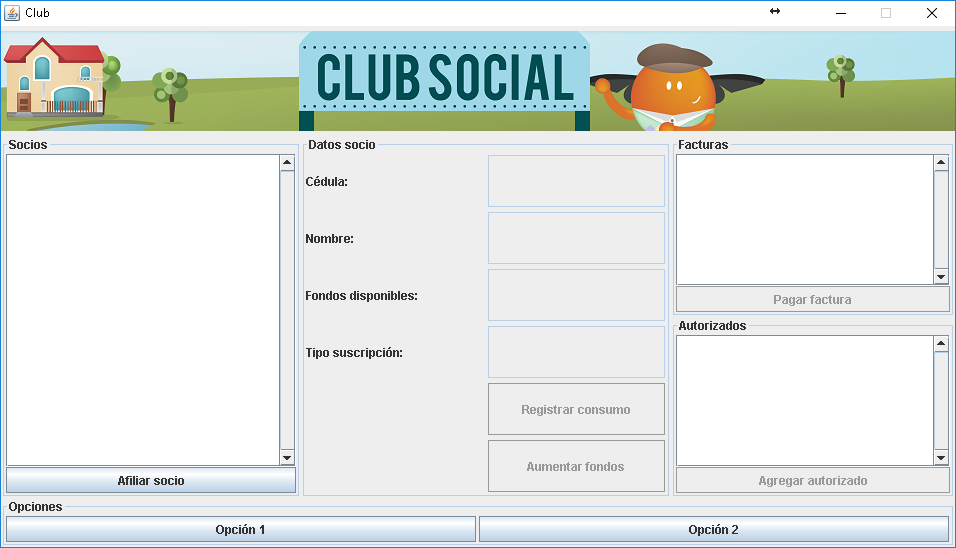 Club
CLUB SOCIAL
Socios
Afiliar socio
Datos socio
Cédula:
Nombre:
Fondos disponibles:
Tipo suscripción:
Registrar consumo
Aumentar fondos
Facturas
Pagar factura
Autorizados
Agregar autorizado
Opciones
Opción 1
Opción 2